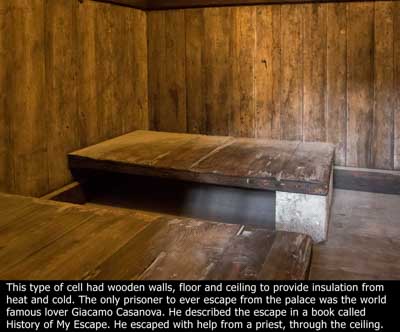 This type of cell had wooden walls, floor and ceiling to provide insulation from
heat and cold. The only prisoner to ever escape from the palace was the world
famous lover Giacamo Casanova. He described the escape in a book called
History of My Escape. He escaped with help from a priest, through the ceiling.